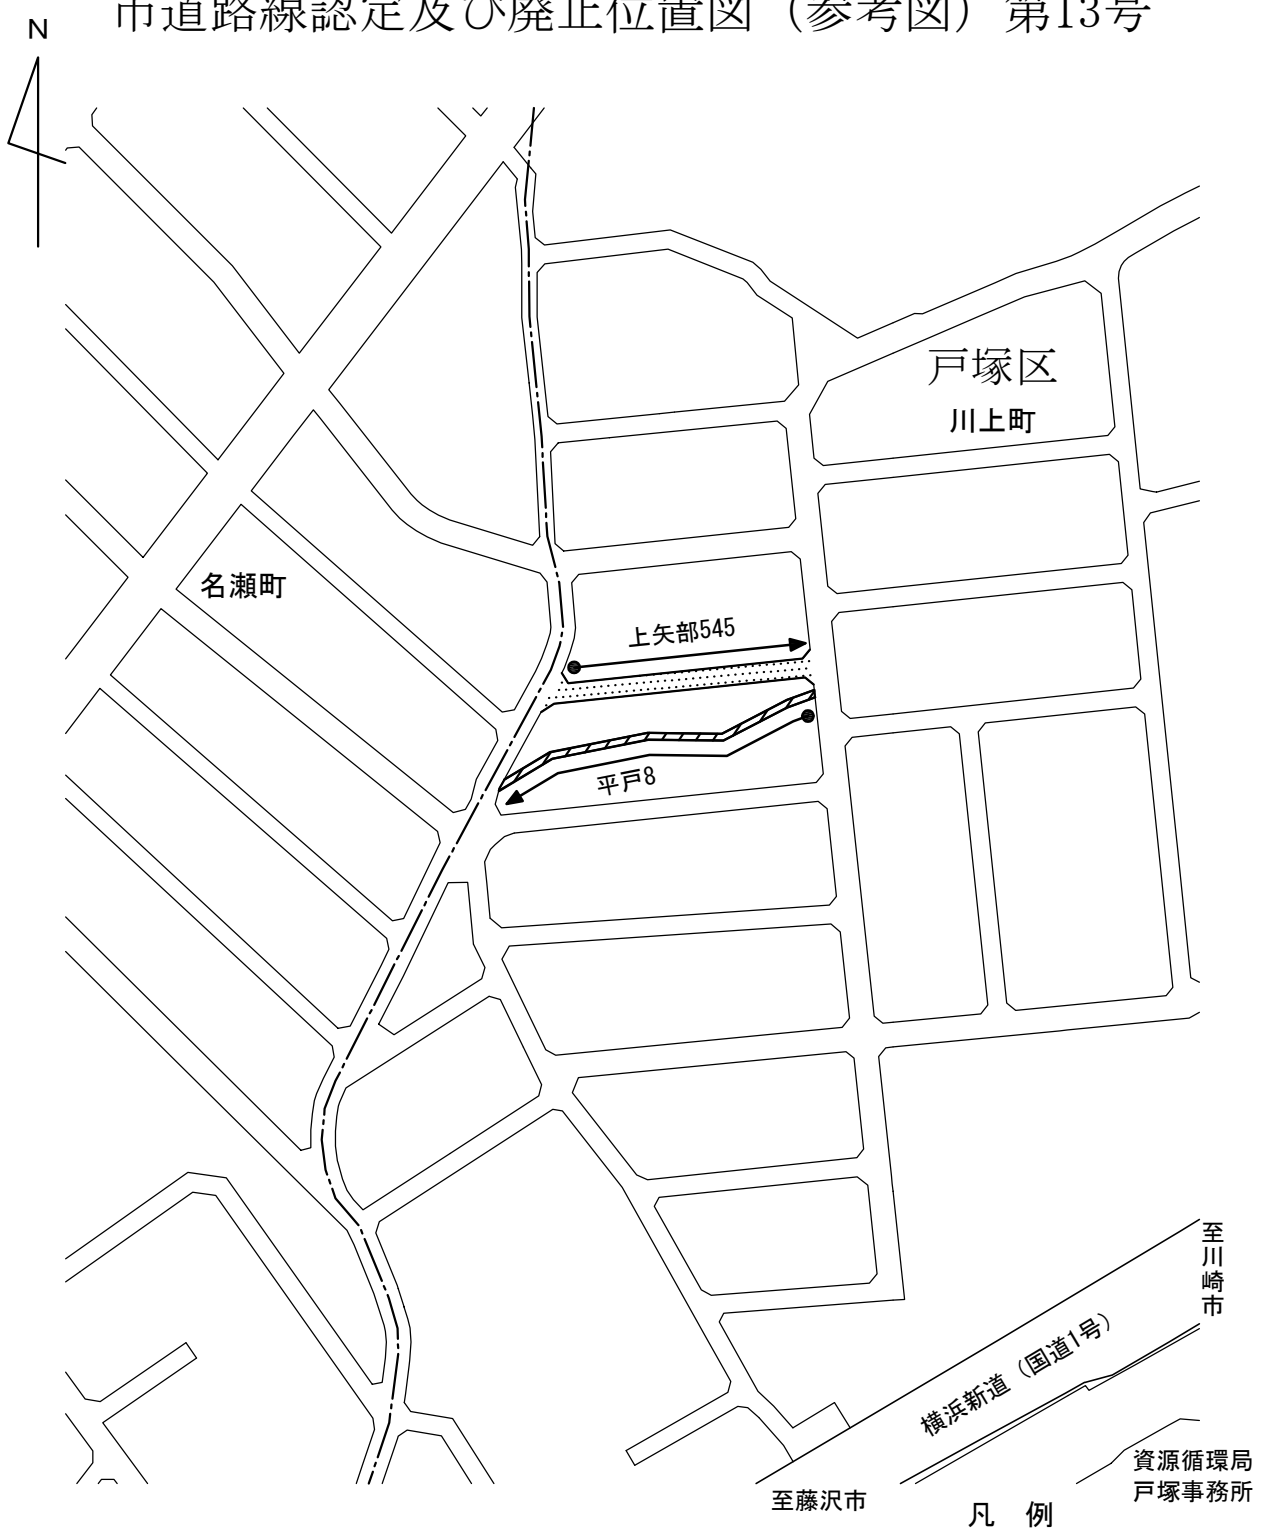 市道路線認定及び廃止位置図（参考図）第13号
N
戸塚区
川上町
名瀬町
上矢部545
平戸8
至川崎市
横浜新道（国道1号）
資源循環局
戸塚事務所
至藤沢市
凡 例